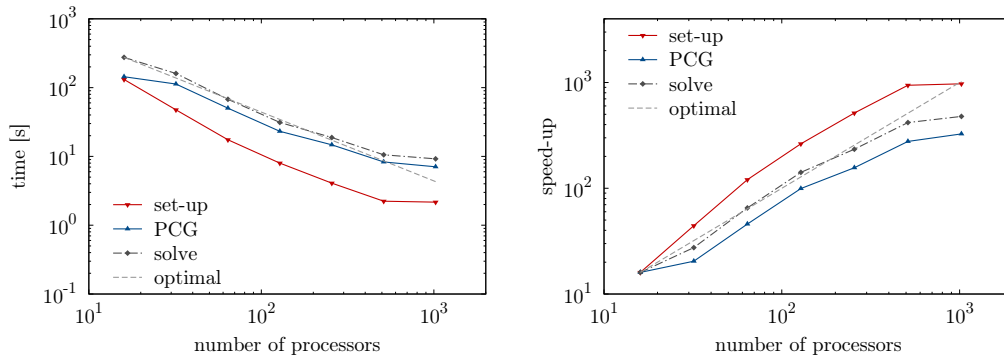 10^3
10^2
10^1
10^0
10^-1
time [s]
set-up
PCG
solve
optimal
10^1
10^2
10^3
number of processors
10^3
10^2
10^1
speed-up
set-up
PCG
solve
optimal
10^1
10^2
10^3
number of processors